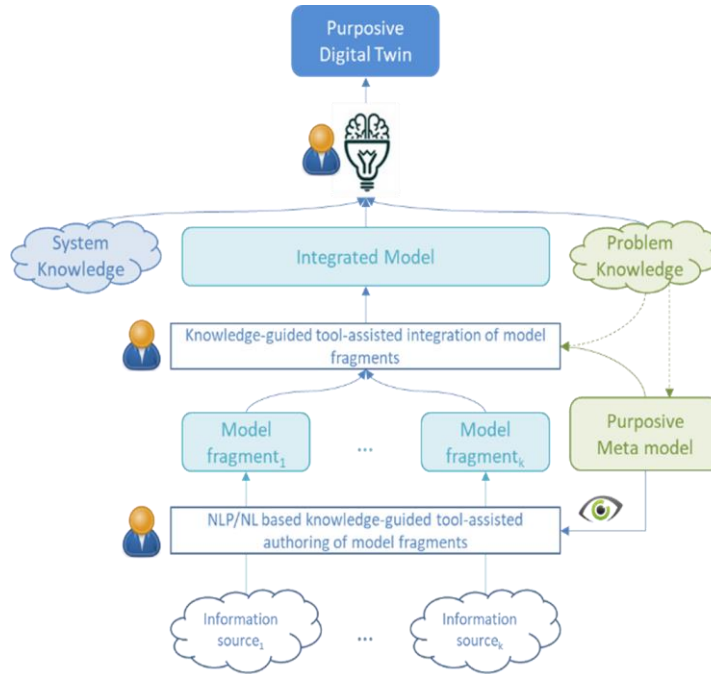 Purposive
Digital Twin
System
Knowledge
Integrated Model
Problem
Knowledge
Knowledge-guided tool-assisted integration of model
fragments
Model
fragment₁
...
Model
fragmentₖ
Purposive
Meta model
NLP/NL based knowledge-guided tool-assisted
authoring of model fragments
Information
source₁
...
Information
sourceₖ